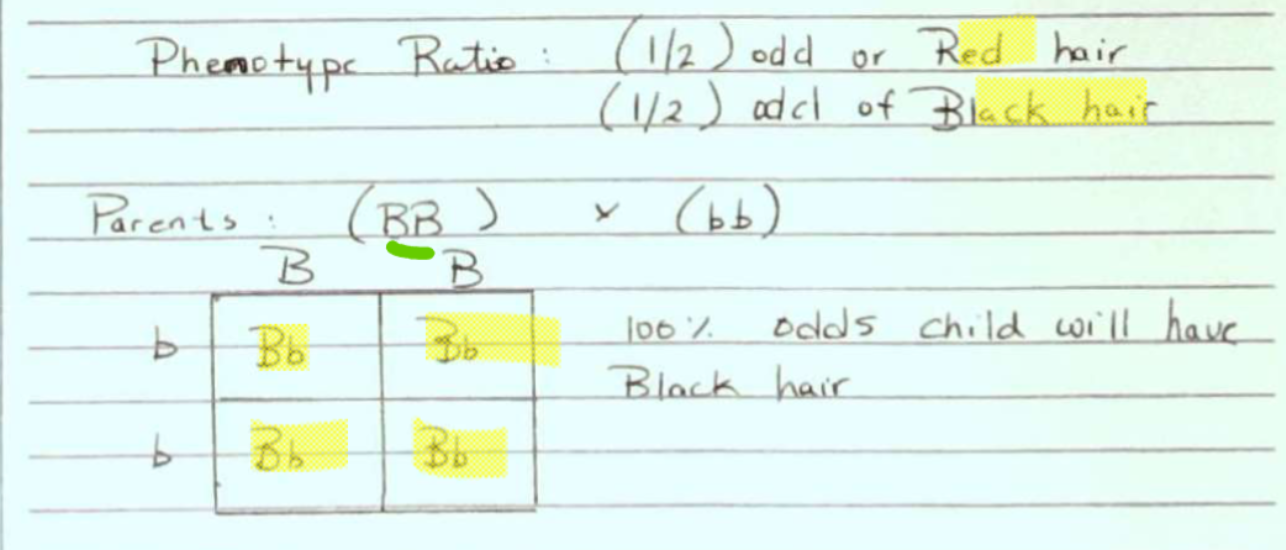 Phenotype Ratio: (1/2) odd or Red hair
(1/2) odd of Black hair
Parents: (BB) x (bb)
B B
b Bb Bb 100% odds child will have
Black hair
b Bb Bb